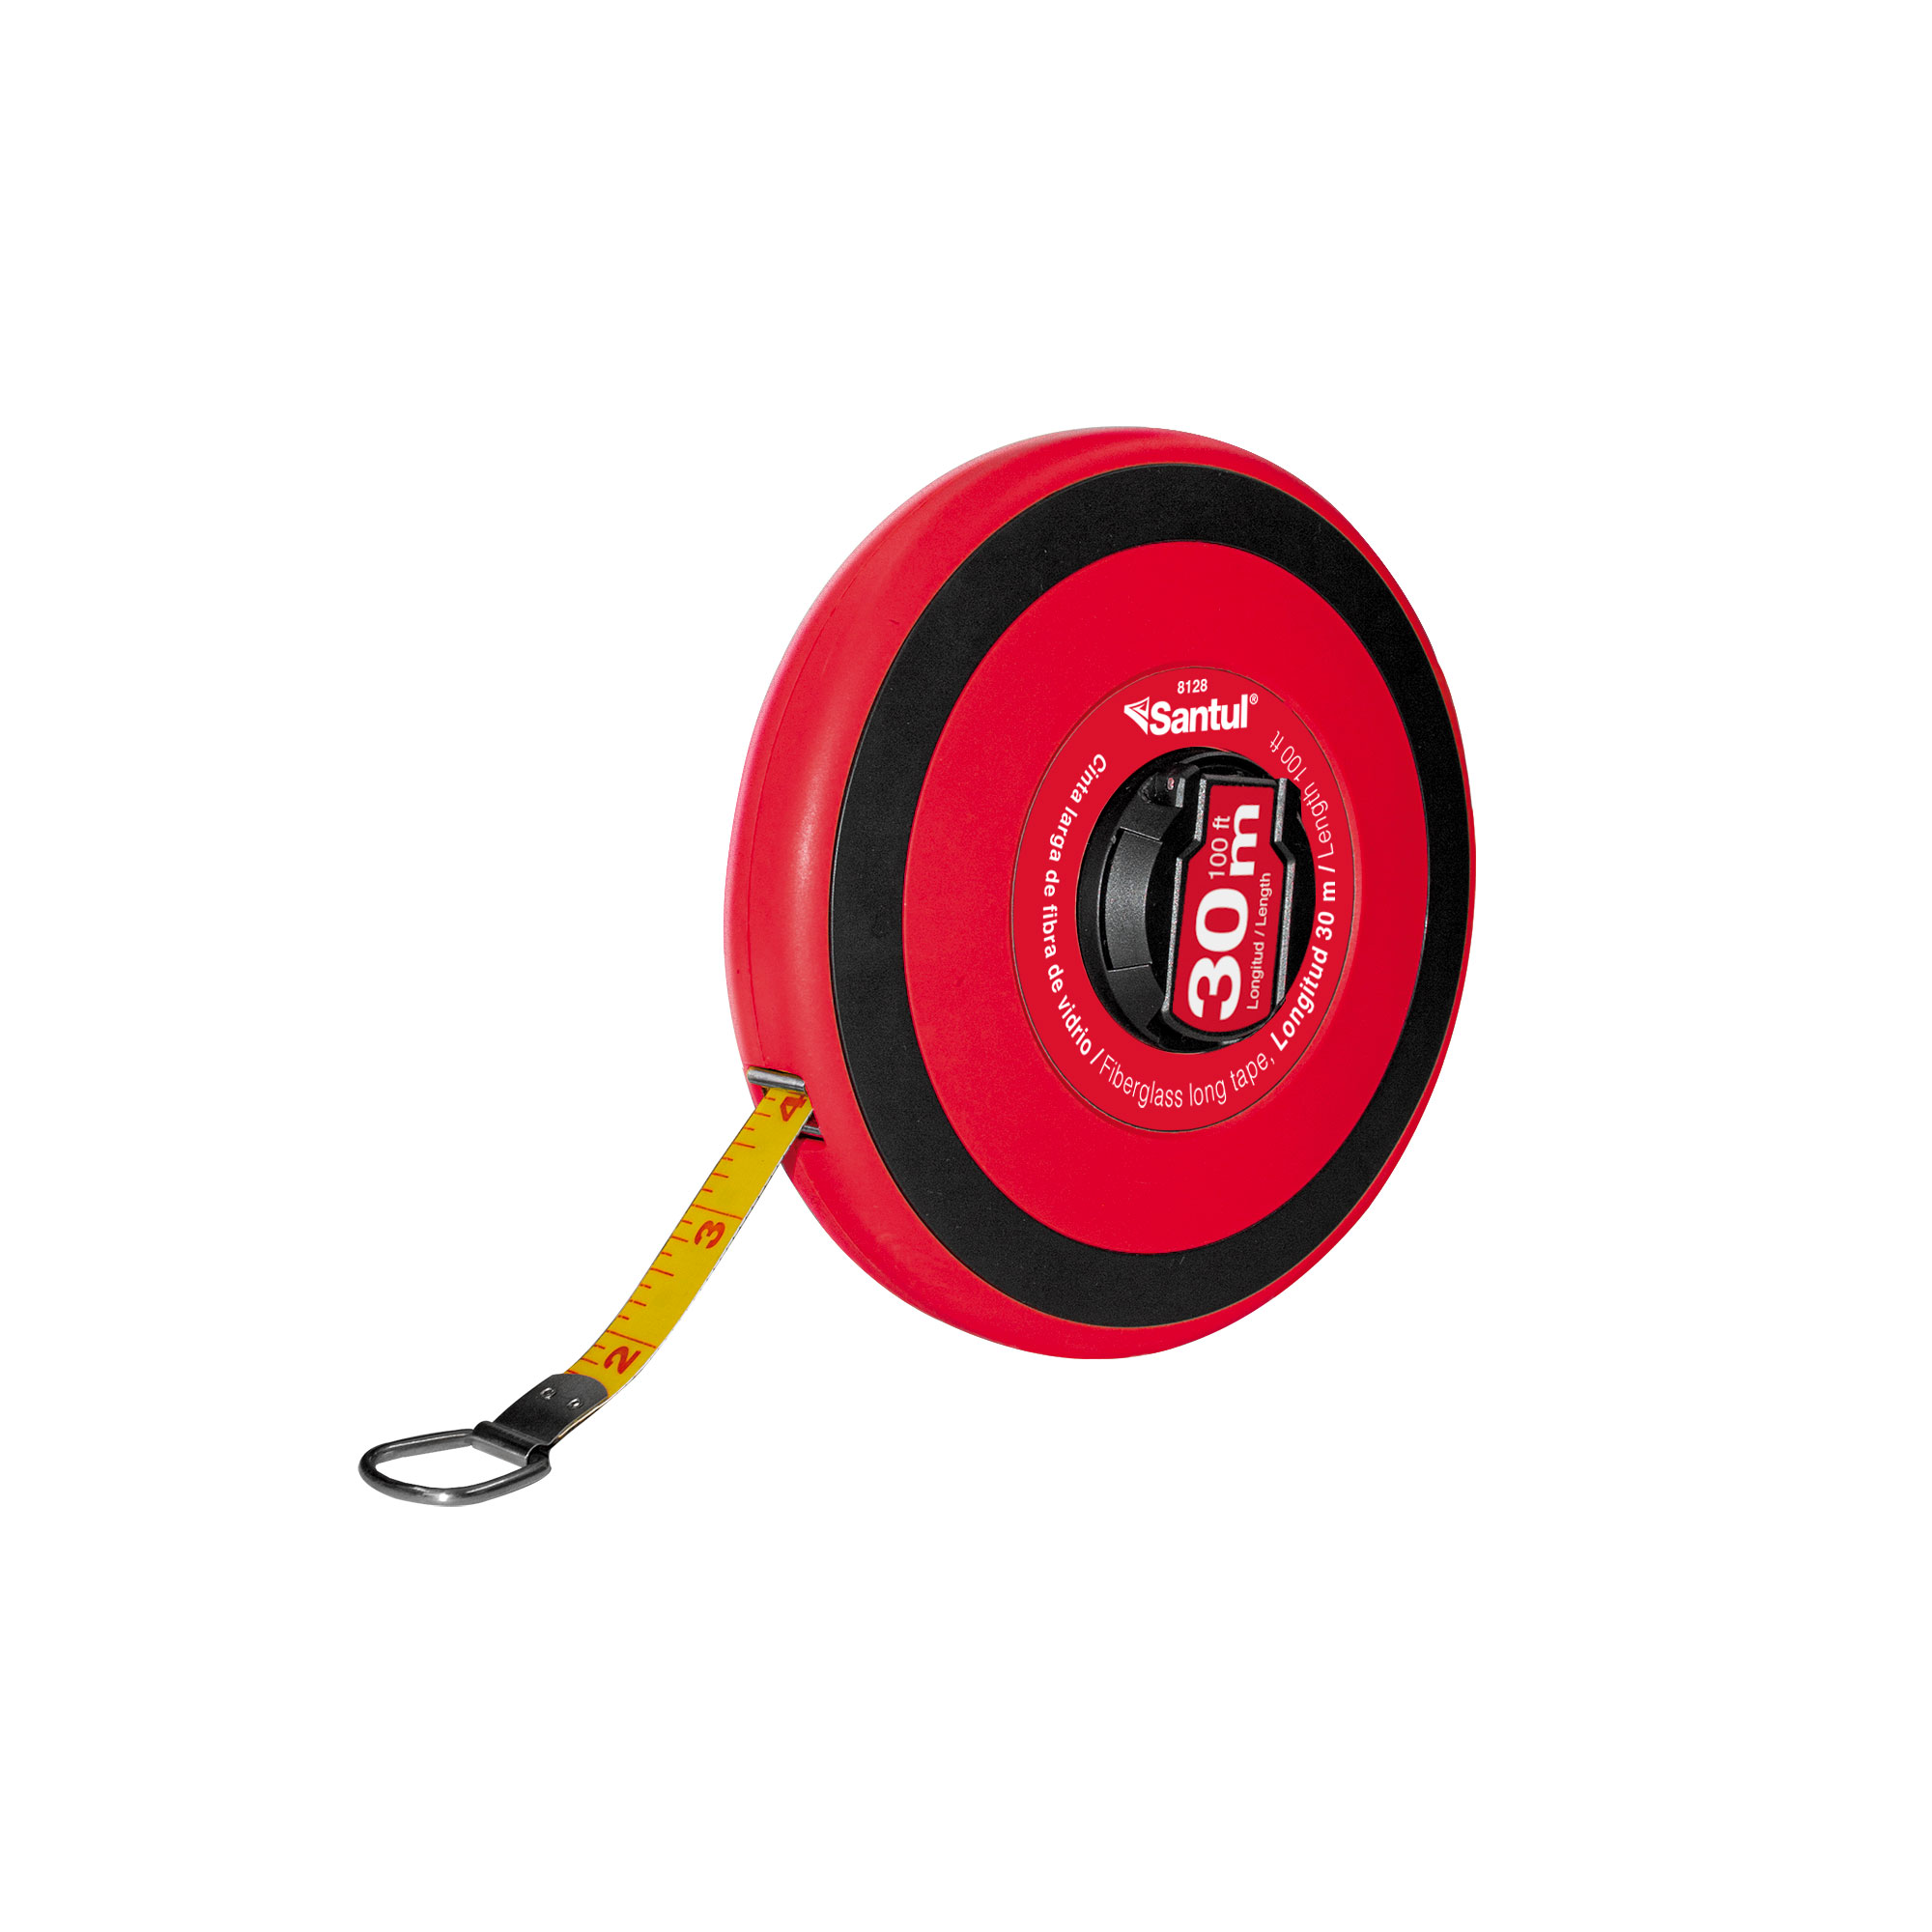 8128
Santul®
Cinta larga de fibra de vidrio / Fiberglass long tape, Longitud 30 m / Length 100 ft
100 ft
30 m
Longitud / Length
4
3
2